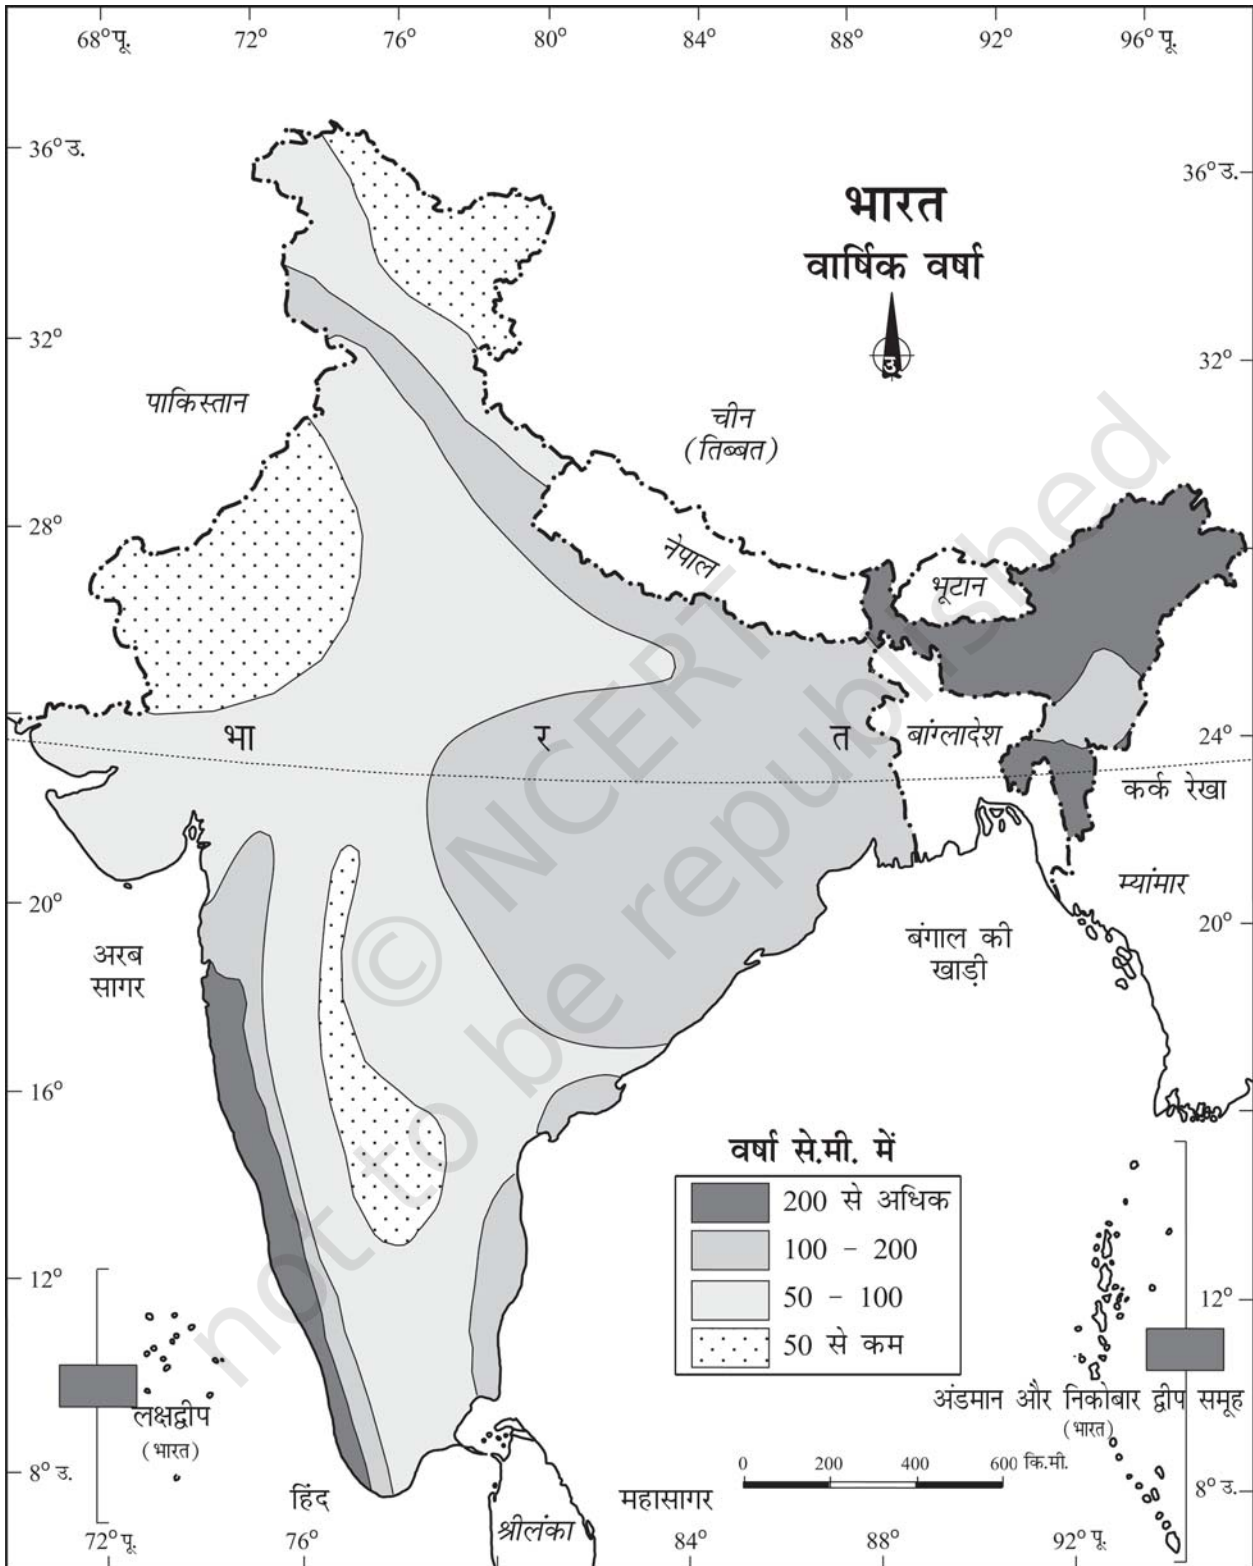 68° पू.
72°
76°
80°
84°
88°
92°
96° पू.
36° उ.
36° उ.
भारत
वार्षिक वर्षा
उ
32°
32°
पाकिस्तान
चीन
(तिब्बत)
28°
नेपाल
भूटान
भा
र
त
बांग्लादेश
24°
कर्क रेखा
म्यांमार
20°
20°
अरब
सागर
बंगाल की
खाड़ी
16°
वर्षा से.मी. में
200 से अधिक
100 - 200
50 - 100
50 से कम
12°
12°
लक्षद्वीप
(भारत)
अंडमान और निकोबार द्वीप समूह
(भारत)
0 200 400 600 कि.मी.
8° उ.
8° उ.
हिंद
महासागर
श्रीलंका
72° पू.
76°
84°
88°
92° पू.
© NCERT
not to be republished